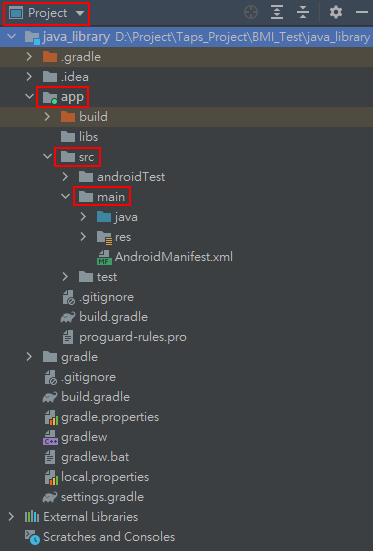 Project
java_library D:\Project\Taps_Project\BMI_Test\java_library
.gradle
.idea
app
build
libs
src
androidTest
main
java
res
MF AndroidManifest.xml
test
.gitignore
build.gradle
proguard-rules.pro
gradle
.gitignore
build.gradle
gradle.properties
C++ gradlew
gradlew.bat
local.properties
settings.gradle
External Libraries
Scratches and Consoles